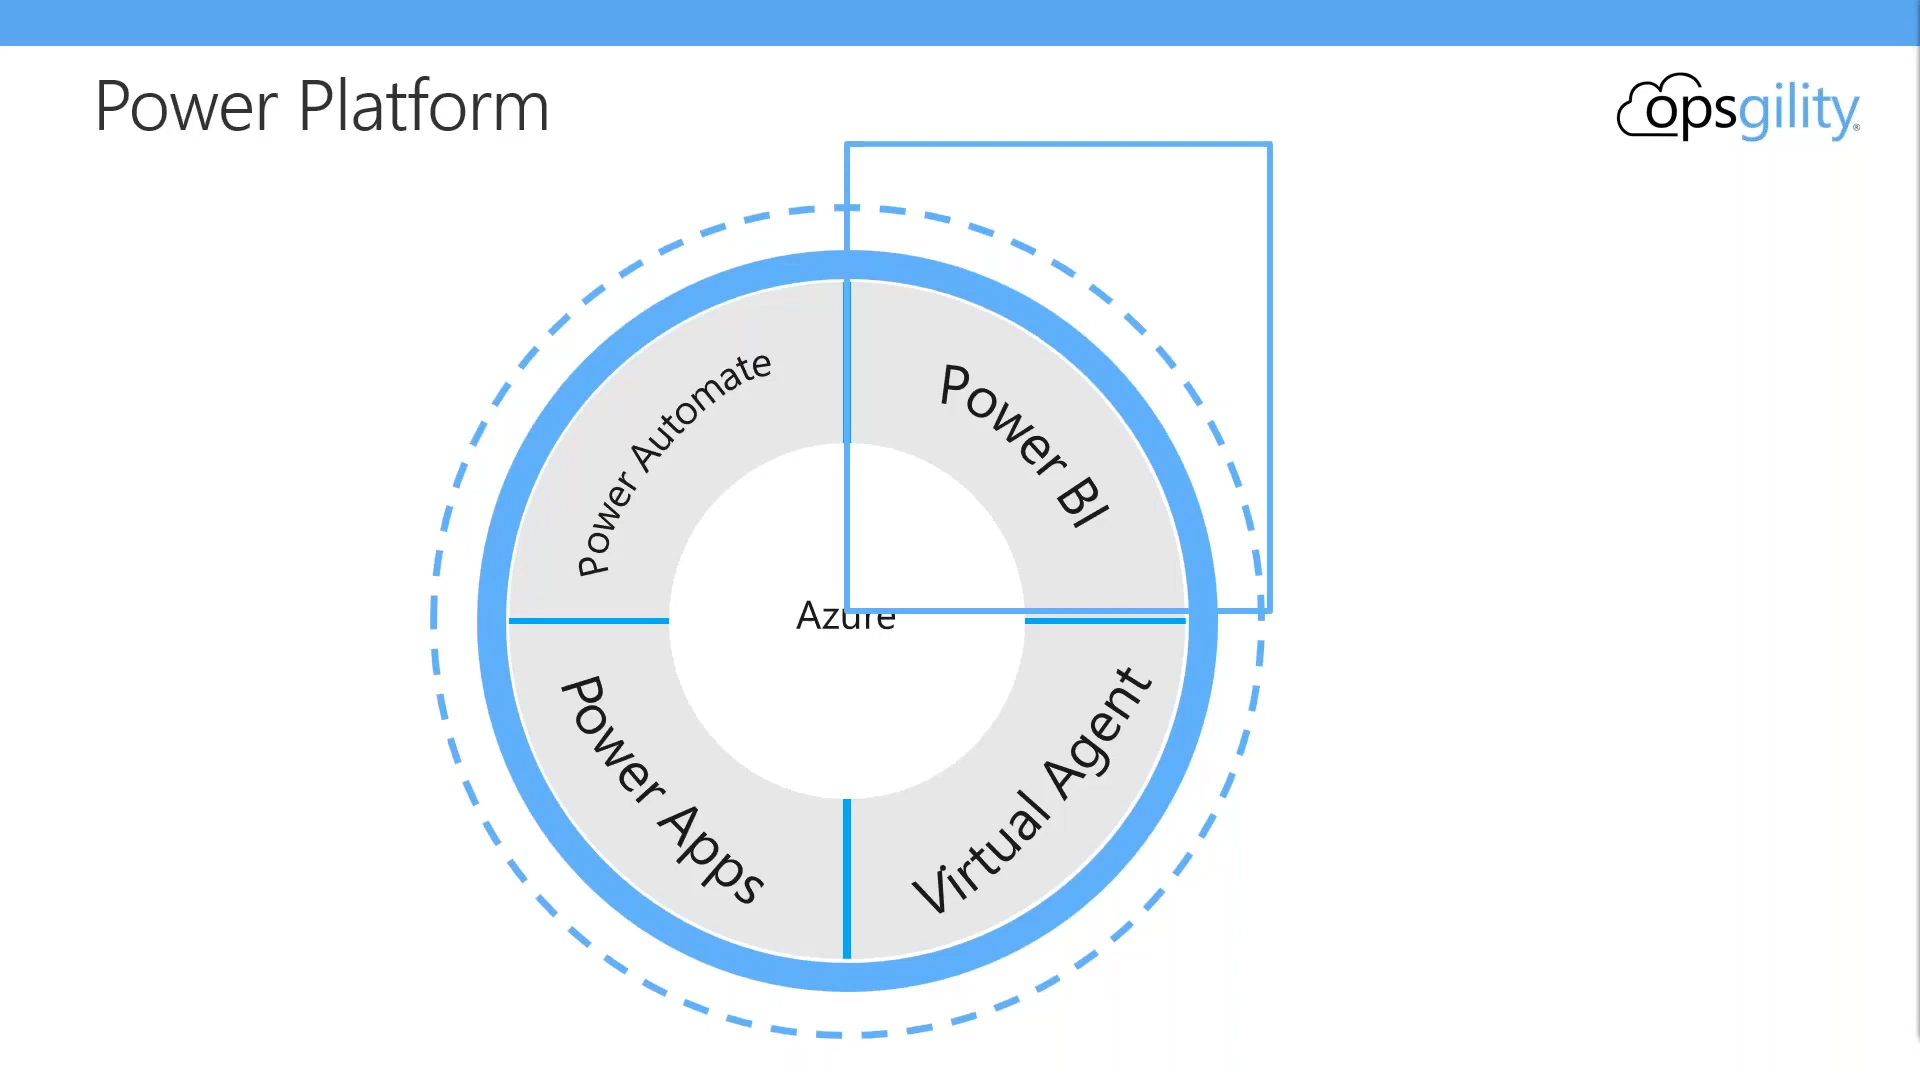 Power Platform
opsgility®
Power Automate
Power BI
Azure
Power Apps
Virtual Agent